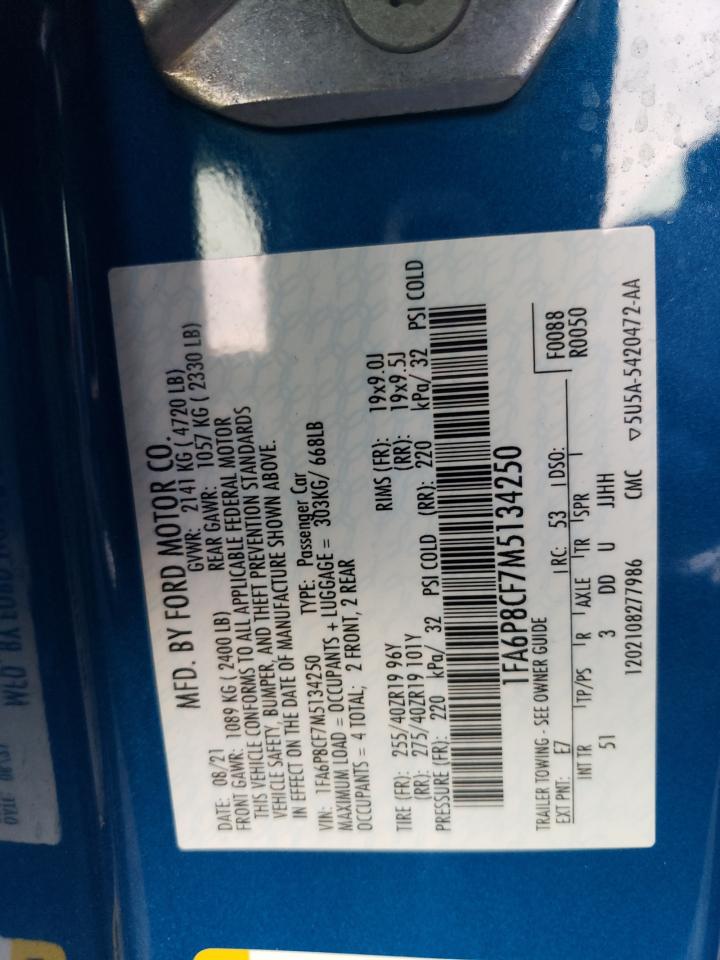 MFD. BY FORD MOTOR CO.
DATE: 08/21 GVWR: 2141 KG ( 4720 LB)
FRONT GAWR: 1089 KG ( 2400 LB) REAR GAWR: 1057 KG ( 2330 LB)
THIS VEHICLE CONFORMS TO ALL APPLICABLE FEDERAL MOTOR
VEHICLE SAFETY, BUMPER, AND THEFT PREVENTION STANDARDS
IN EFFECT ON THE DATE OF MANUFACTURE SHOWN ABOVE.
VIN: 1FA6P8CF7M5134250 TYPE: Passenger Car
MAXIMUM LOAD = OCCUPANTS + LUGGAGE = 303KG/ 668LB
OCCUPANTS = 4 TOTAL; 2 FRONT, 2 REAR
TIRE (FR): 255/40ZR19 96Y RIMS (FR): 19x9.0J
(RR): 275/40ZR19 101Y (RR): 19x9.5J
PRESSURE (FR): 220 kPa/ 32 PSI COLD (RR): 220 kPa/ 32 PSI COLD
1FA6P8CF7M5134250
TRAILER TOWING - SEE OWNER GUIDE
EXT PNT: E7 RC: 53 DSO: F0088
INT TR TP/PS R AXLE TR SPR R0050
51 3 DD U JJHH
1202108277986 CMC ▽5U5A-5420472-AA